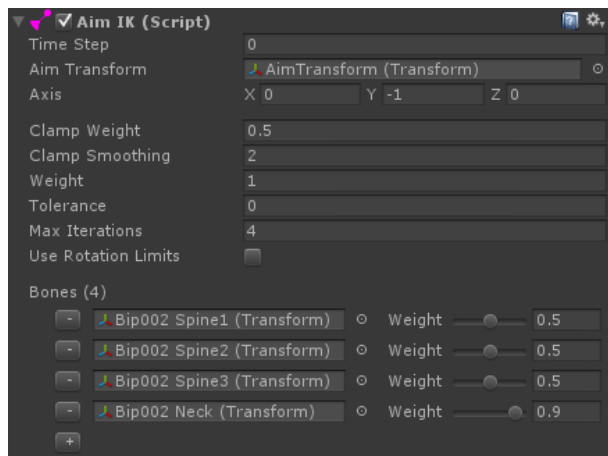 Aim IK (Script)
Time Step 0
Aim Transform AimTransform (Transform)
Axis X 0 Y -1 Z 0
Clamp Weight 0.5
Clamp Smoothing 2
Weight 1
Tolerance 0
Max Iterations 4
Use Rotation Limits
Bones (4)
- Bip002 Spine1 (Transform) Weight 0.5
- Bip002 Spine2 (Transform) Weight 0.5
- Bip002 Spine3 (Transform) Weight 0.5
- Bip002 Neck (Transform) Weight 0.9
+